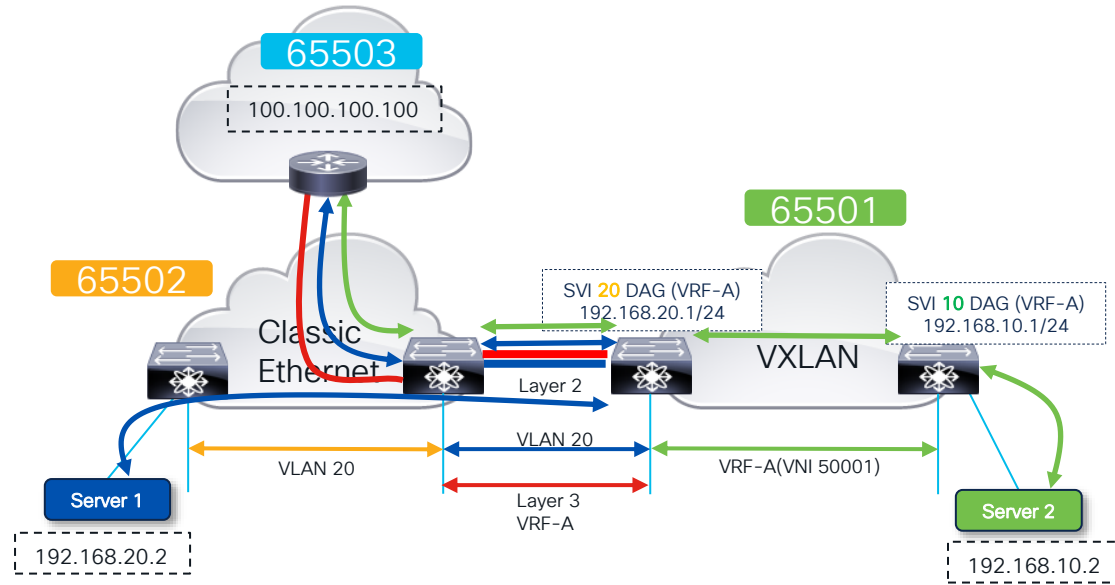 65503
100.100.100.100
65501
65502
SVI 20 DAG (VRF-A)
192.168.20.1/24
SVI 10 DAG (VRF-A)
192.168.10.1/24
Classic
Ethernet
VXLAN
Layer 2
VLAN 20
VLAN 20
VRF-A(VNI 50001)
Layer 3
VRF-A
Server 1
Server 2
192.168.20.2
192.168.10.2